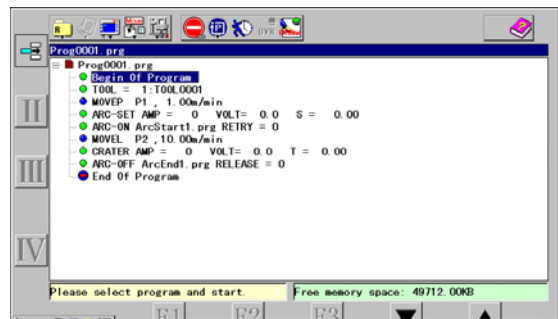 R
OVR
Prog0001.prg
Prog0001.prg
Begin Of Program
TOOL = 1:TOOL0001
MOVEP P1 , 1.00m/min
ARC-SET AMP = 0 VOLT= 0.0 S = 0.00
ARC-ON ArcStart1.prg RETRY = 0
MOVEL P2 ,10.00m/min
CRATER AMP = 0 VOLT= 0.0 T = 0.00
ARC-OFF ArcEnd1.prg RELEASE = 0
End Of Program
II
III
IV
Please select program and start. Free memory space: 49712.00KB
F1 F2 F3